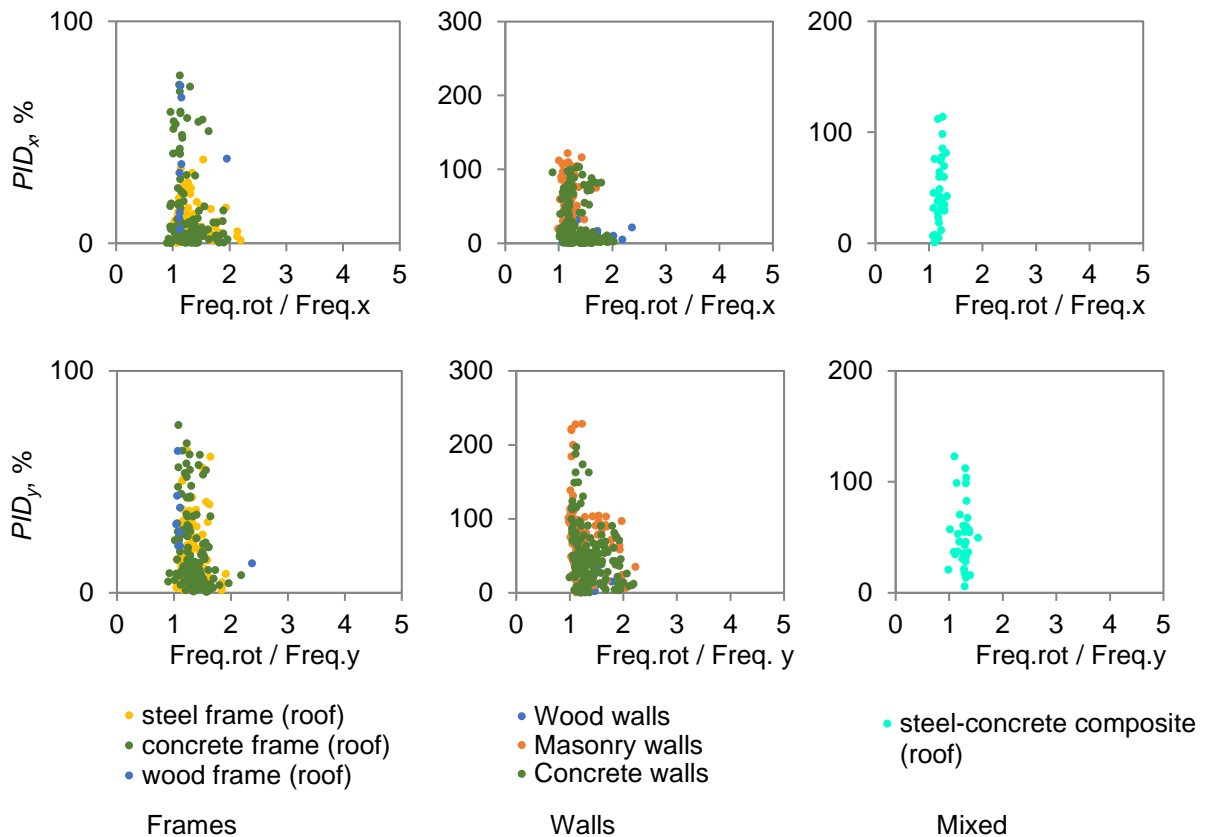 100
0
PIDx, %
0 1 2 3 4 5
Freq.rot / Freq.x
300
200
100
0
0 1 2 3 4 5
Freq.rot / Freq.x
200
100
0
0 1 2 3 4 5
Freq.rot / Freq.x
100
0
PIDy, %
0 1 2 3 4 5
Freq.rot / Freq.y
300
200
100
0
0 1 2 3 4 5
Freq.rot / Freq. y
200
100
0
0 1 2 3 4 5
Freq.rot / Freq.y
steel frame (roof)
concrete frame (roof)
wood frame (roof)
Wood walls
Masonry walls
Concrete walls
steel-concrete composite
(roof)
Frames
Walls
Mixed